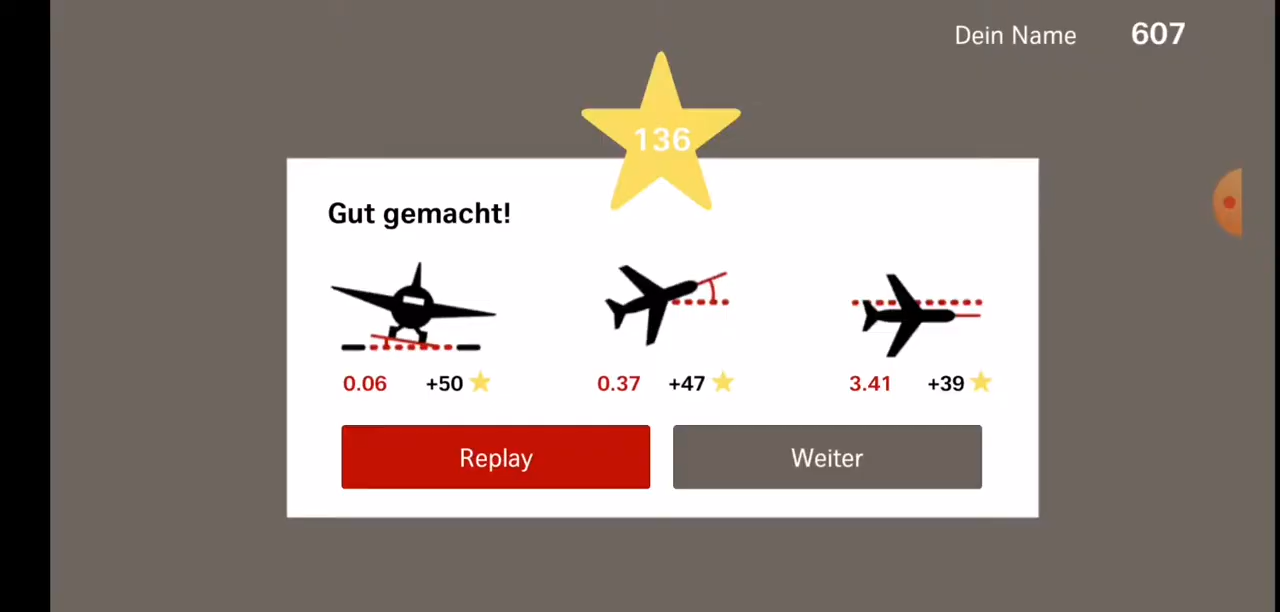 Dein Name 607
136
Gut gemacht!
0.06 +50 0.37 +47 3.41 +39
Replay Weiter